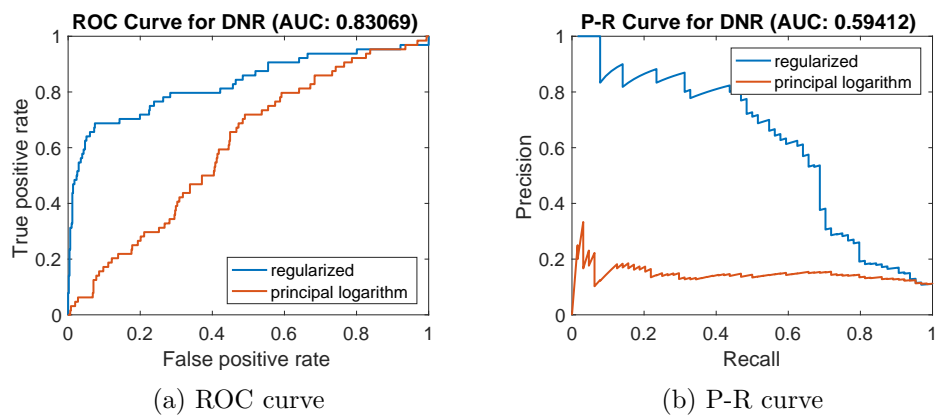 ROC Curve for DNR (AUC: 0.83069)
1
0.8
0.6
0.4
0.2
0
True positive rate
regularized
principal logarithm
0 0.2 0.4 0.6 0.8 1
False positive rate
(a) ROC curve
P-R Curve for DNR (AUC: 0.59412)
1
0.8
0.6
0.4
0.2
0
Precision
regularized
principal logarithm
0 0.2 0.4 0.6 0.8 1
Recall
(b) P-R curve